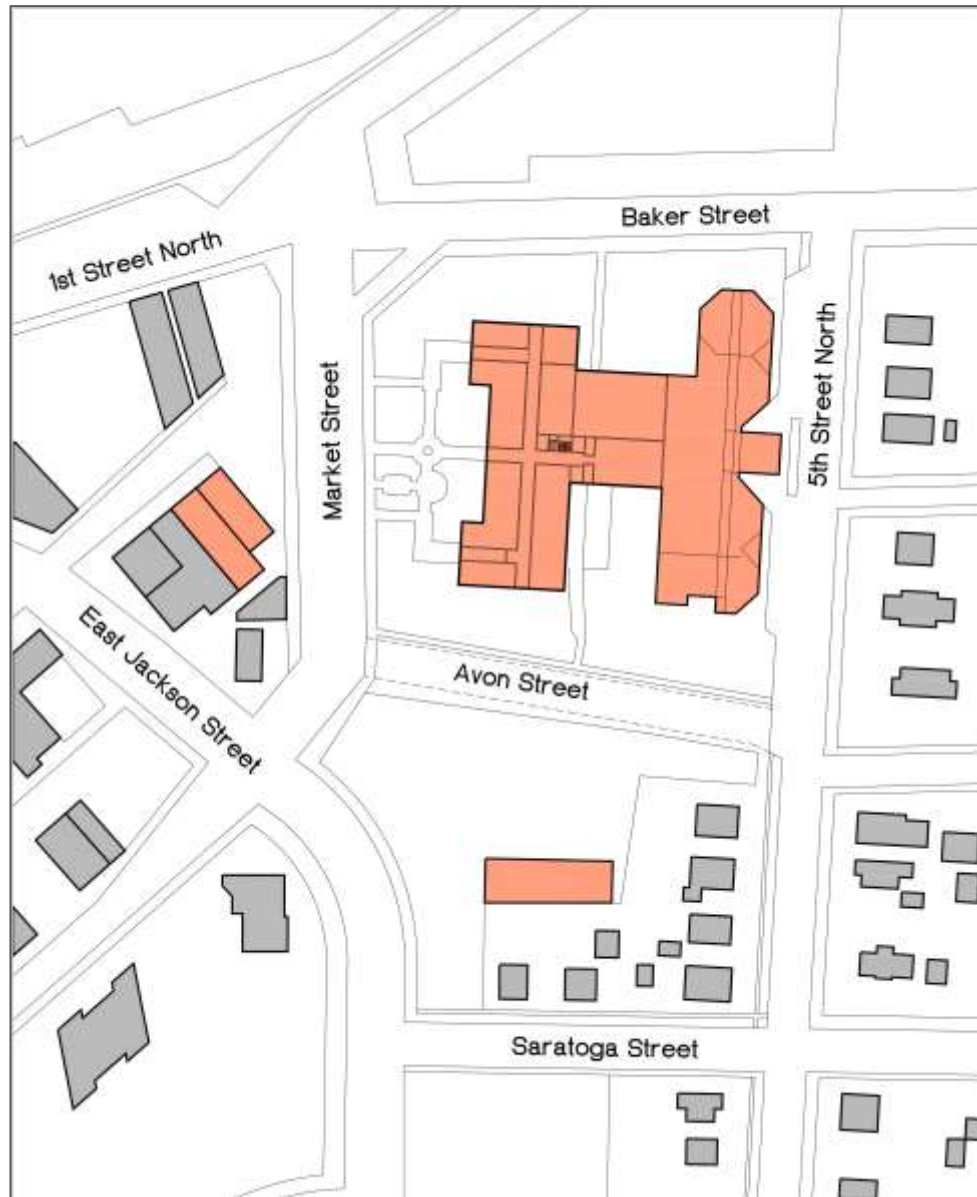 Baker Street
1st Street North
Market Street
5th Street North
East Jackson Street
Avon Street
Saratoga Street